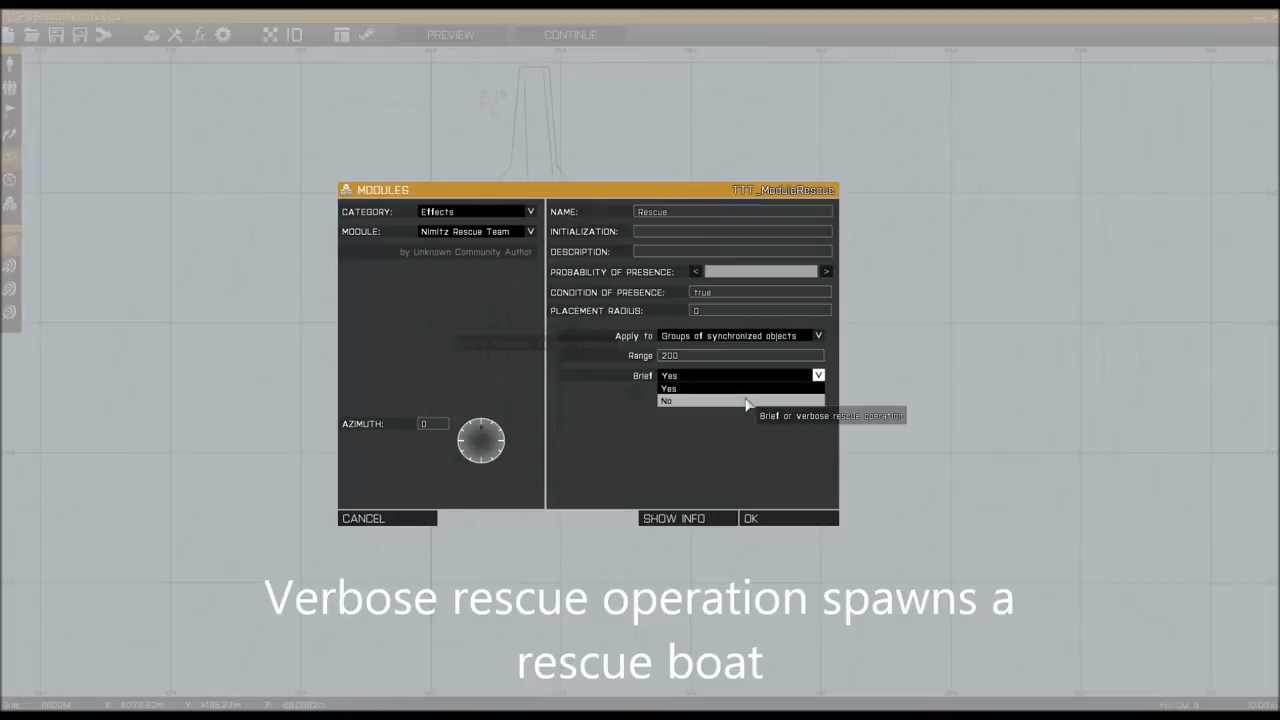 PREVIEW
CONTINUE
MODULES
TTT_ModuleRescue
CATEGORY: Effects
MODULE: Nimitz Rescue Team
by Unknown Community Author
AZIMUTH: 0
NAME: Rescue
INITIALIZATION:
DESCRIPTION:
PROBABILITY OF PRESENCE: < >
CONDITION OF PRESENCE: true
PLACEMENT RADIUS: 0
Apply to Groups of synchronized objects
Range 200
Brief Yes
Yes
No
Brief or verbose rescue operation
CANCEL
SHOW INFO
OK
Verbose rescue operation spawns a
rescue boat